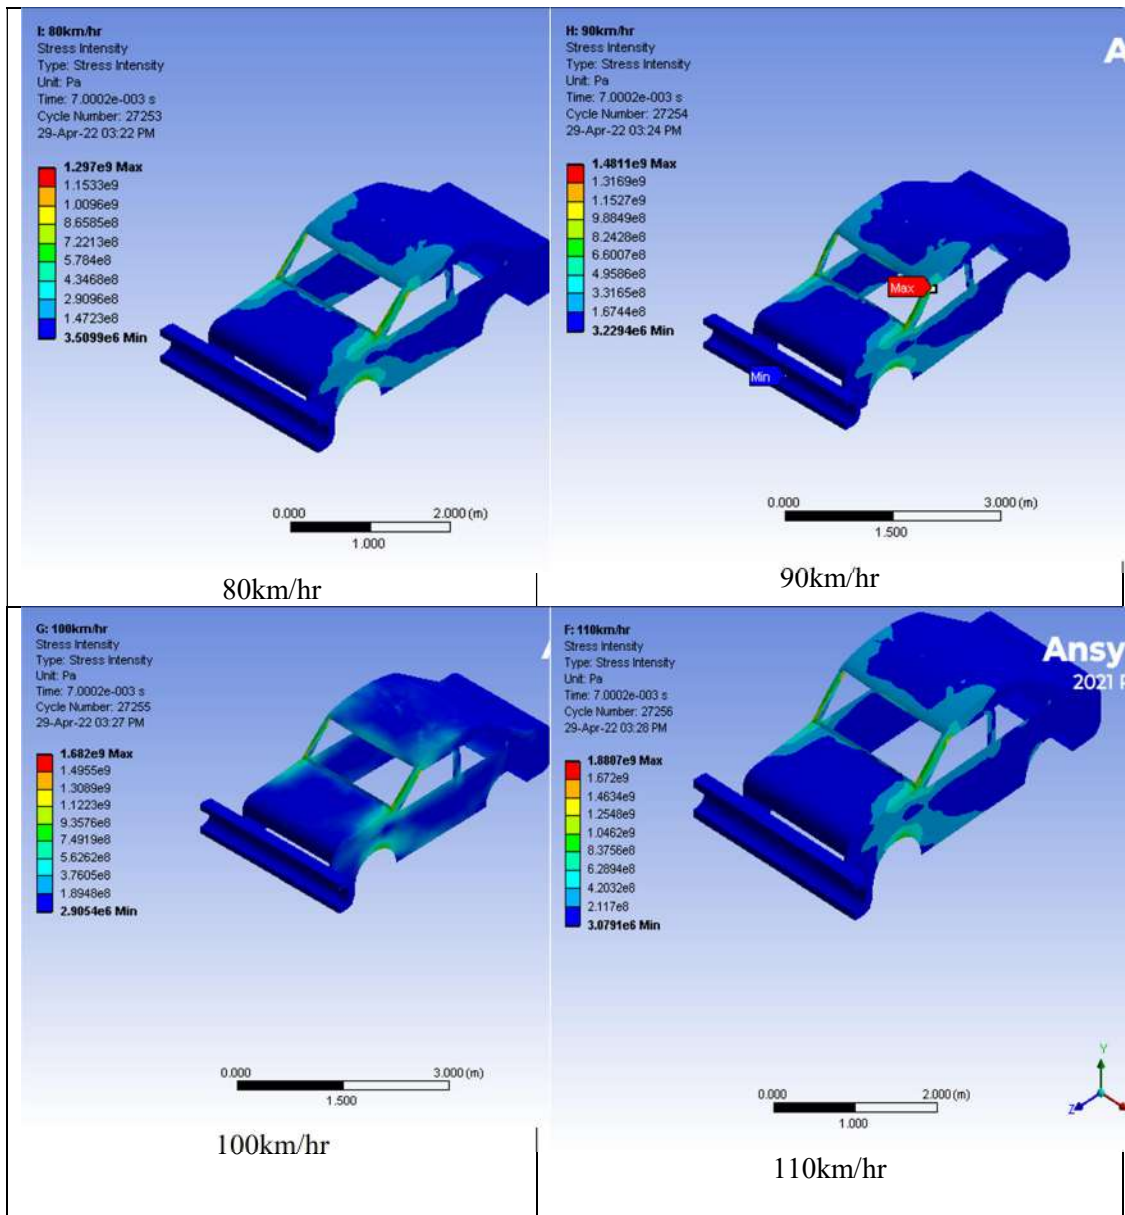 I: 80km/hr
Stress Intensity
Type: Stress Intensity
Unit: Pa
Time: 7.0002e-003 s
Cycle Number: 27253
29-Apr-22 03:22 PM
1.297e9 Max
1.1533e9
1.0096e9
8.6585e8
7.2213e8
5.784e8
4.3468e8
2.9096e8
1.4723e8
3.5099e6 Min
0.000
2.000 (m)
1.000
80km/hr
H: 90km/hr
Stress Intensity
Type: Stress Intensity
Unit: Pa
Time: 7.0002e-003 s
Cycle Number: 27254
29-Apr-22 03:24 PM
A
1.4811e9 Max
1.3169e9
1.1527e9
9.8849e8
8.2428e8
6.6007e8
4.9586e8
3.3165e8
1.6744e8
3.2294e6 Min
Max
Min
0.000
3.000 (m)
1.500
90km/hr
G: 100km/hr
Stress Intensity
Type: Stress Intensity
Unit: Pa
Time: 7.0002e-003 s
Cycle Number: 27255
29-Apr-22 03:27 PM
1.682e9 Max
1.4955e9
1.3089e9
1.1223e9
9.3576e8
7.4919e8
5.6262e8
3.7605e8
1.8948e8
2.9054e6 Min
0.000
3.000 (m)
1.500
100km/hr
F: 110km/hr
Stress Intensity
Type: Stress Intensity
Unit: Pa
Time: 7.0002e-003 s
Cycle Number: 27256
29-Apr-22 03:28 PM
Ansy
2021
1.8807e9 Max
1.672e9
1.4634e9
1.2548e9
1.0462e9
8.3756e8
6.2894e8
4.2032e8
2.117e8
3.0791e6 Min
Y
Z
0.000
2.000 (m)
1.000
110km/hr